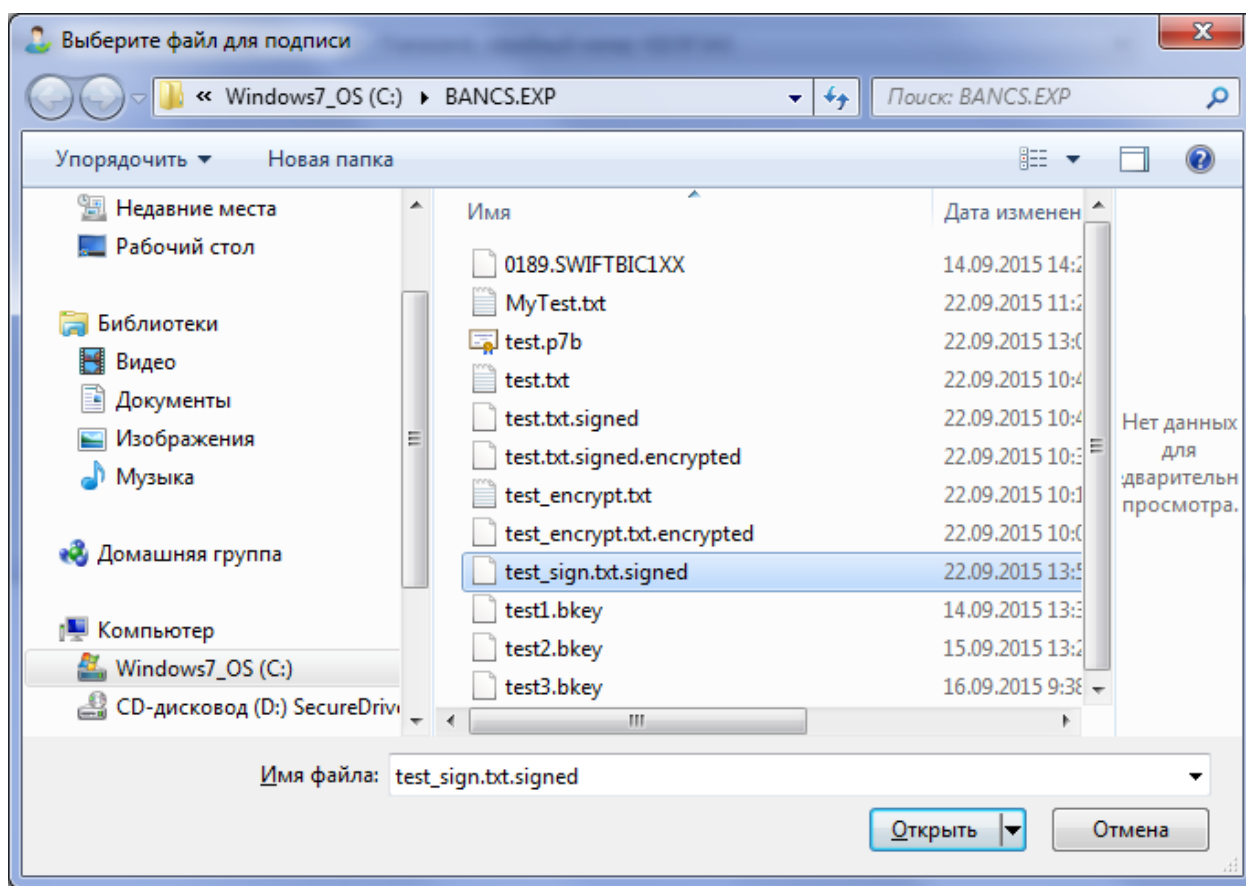 Выберите файл для подписи
« Windows7_OS (C:) ▸ BANCS.EXP
Поиск: BANCS.EXP
Упорядочить ▼ Новая папка
Недавние места
Рабочий стол
Библиотеки
Видео
Документы
Изображения
Музыка
Домашняя группа
Компьютер
Windows7_OS (C:)
CD-дисковод (D:) SecureDriv
Имя Дата изменен
0189.SWIFTBIC1XX 14.09.2015 14:2
MyTest.txt 22.09.2015 11:2
test.p7b 22.09.2015 13:0
test.txt 22.09.2015 10:4
test.txt.signed 22.09.2015 10:4
test.txt.signed.encrypted 22.09.2015 10:3
test_encrypt.txt 22.09.2015 10:1
test_encrypt.txt.encrypted 22.09.2015 10:0
test_sign.txt.signed 22.09.2015 13:5
test1.bkey 14.09.2015 13:3
test2.bkey 15.09.2015 13:2
test3.bkey 16.09.2015 9:38
Нет данных
для
дварительн
просмотра.
Имя файла: test_sign.txt.signed
Открыть Отмена